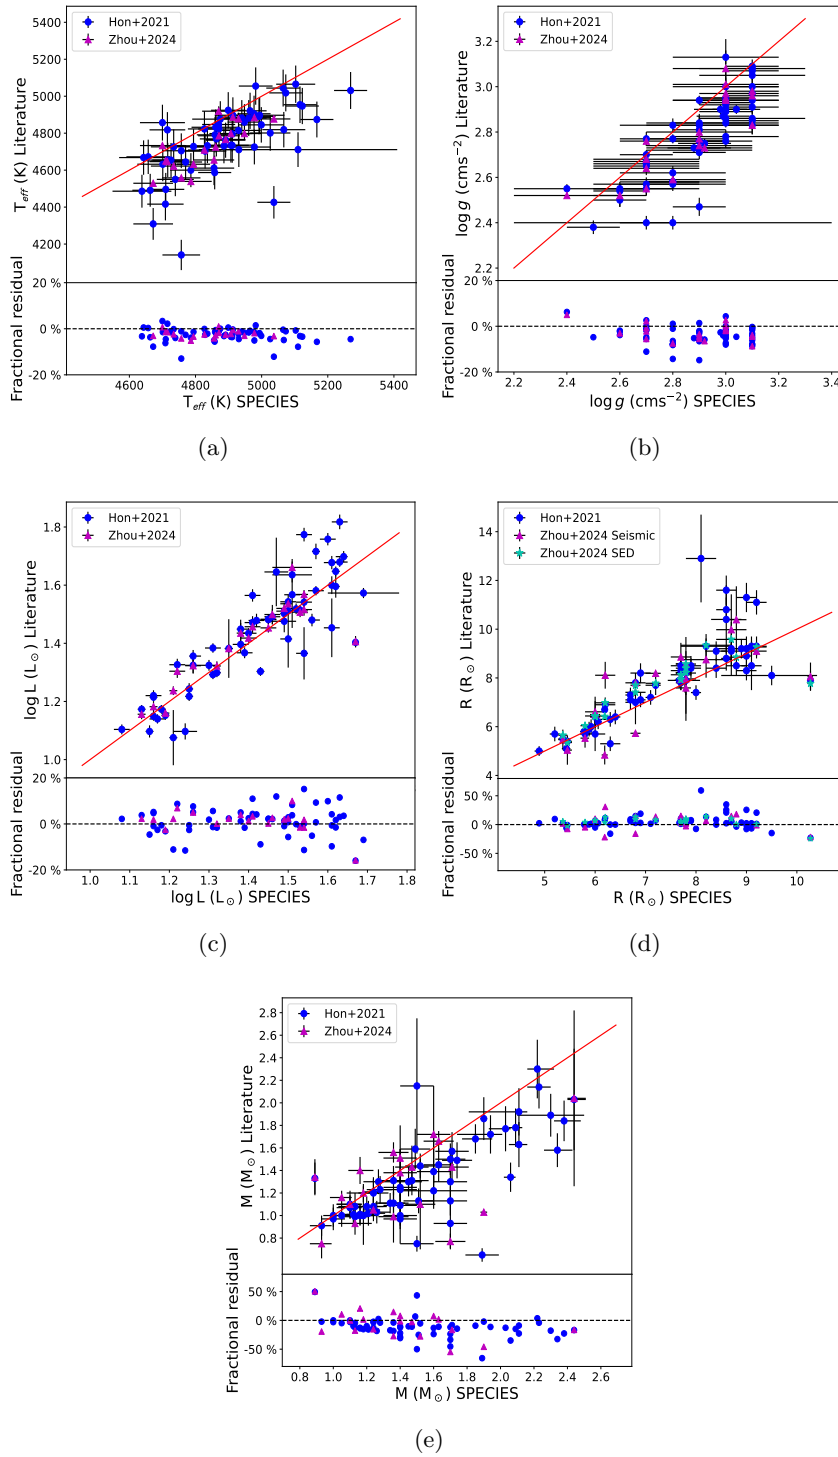 Hon+2021
Zhou+2024
T_eff (K) Literature
5400
5200
5000
4800
4600
4400
4200
Fractional residual
20 %
0 %
-20 %
4600 4800 5000 5200 5400
T_eff (K) SPECIES
(a)
Hon+2021
Zhou+2024
log g (cms⁻²) Literature
3.2
3.0
2.8
2.6
2.4
2.2
Fractional residual
20 %
0 %
-20 %
2.2 2.4 2.6 2.8 3.0 3.2 3.4
log g (cms⁻²) SPECIES
(b)
Hon+2021
Zhou+2024
log L (L⊙) Literature
1.8
1.6
1.4
1.2
1.0
Fractional residual
20 %
0 %
-20 %
1.0 1.1 1.2 1.3 1.4 1.5 1.6 1.7 1.8
log L (L⊙) SPECIES
(c)
Hon+2021
Zhou+2024 Seismic
Zhou+2024 SED
R (R⊙) Literature
14
12
10
8
6
4
Fractional residual
50 %
0 %
-50 %
5 6 7 8 9 10
R (R⊙) SPECIES
(d)
Hon+2021
Zhou+2024
M (M⊙) Literature
2.8
2.6
2.4
2.2
2.0
1.8
1.6
1.4
1.2
1.0
0.8
Fractional residual
50 %
0 %
-50 %
0.8 1.0 1.2 1.4 1.6 1.8 2.0 2.2 2.4 2.6
M (M⊙) SPECIES
(e)